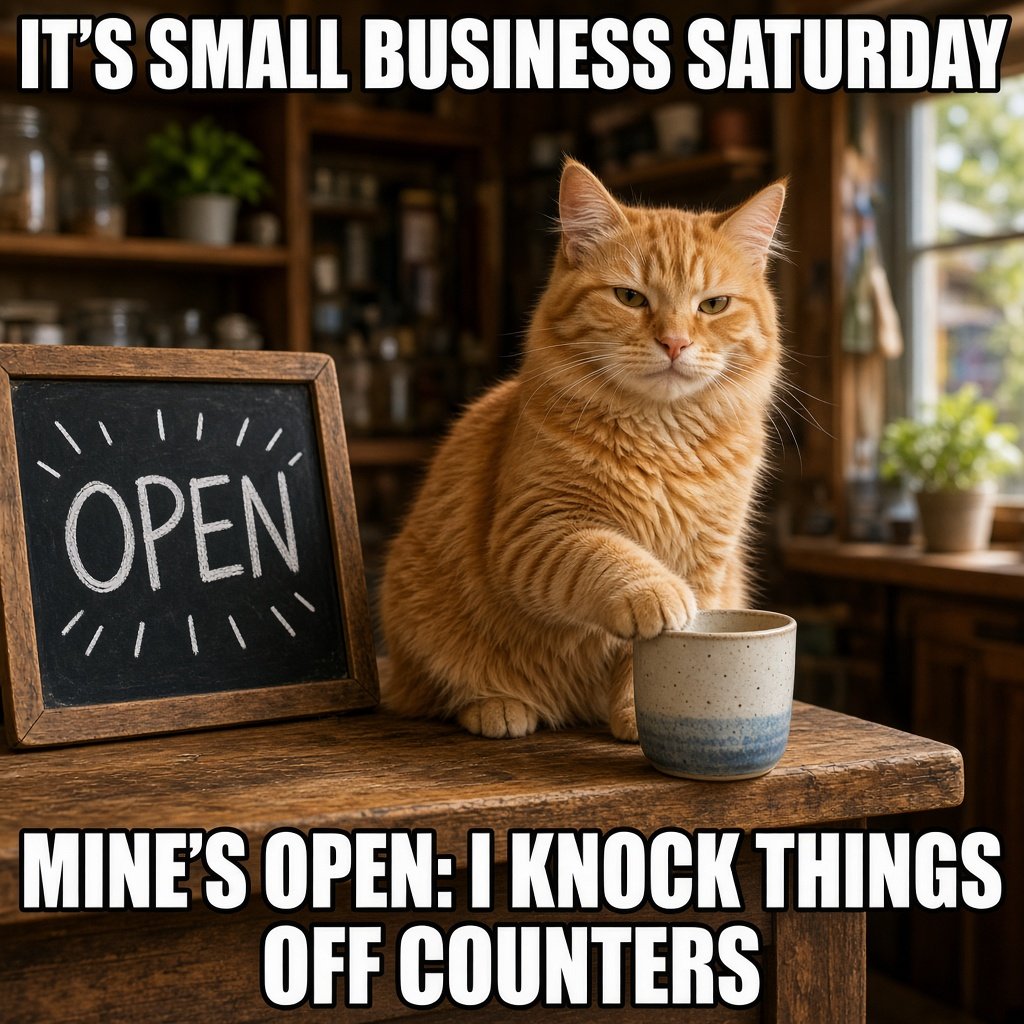 IT'S SMALL BUSINESS SATURDAY
OPEN
MINE'S OPEN: I KNOCK THINGS
OFF COUNTERS